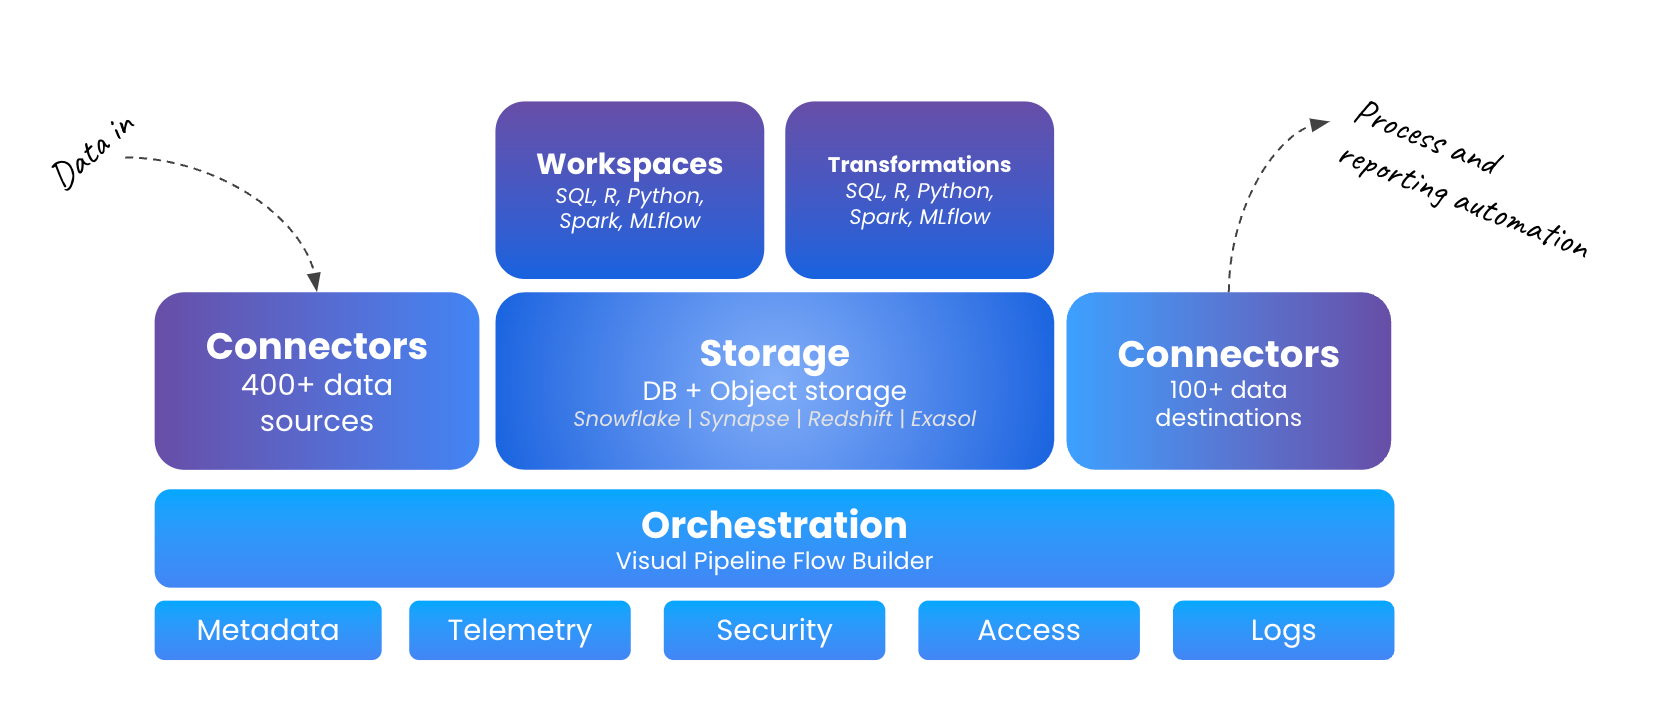 Data in
Workspaces
SQL, R, Python,
Spark, MLflow
Transformations
SQL, R, Python,
Spark, MLflow
Process and
reporting automation
Connectors
400+ data
sources
Storage
DB + Object storage
Snowflake | Synapse | Redshift | Exasol
Connectors
100+ data
destinations
Orchestration
Visual Pipeline Flow Builder
Metadata
Telemetry
Security
Access
Logs